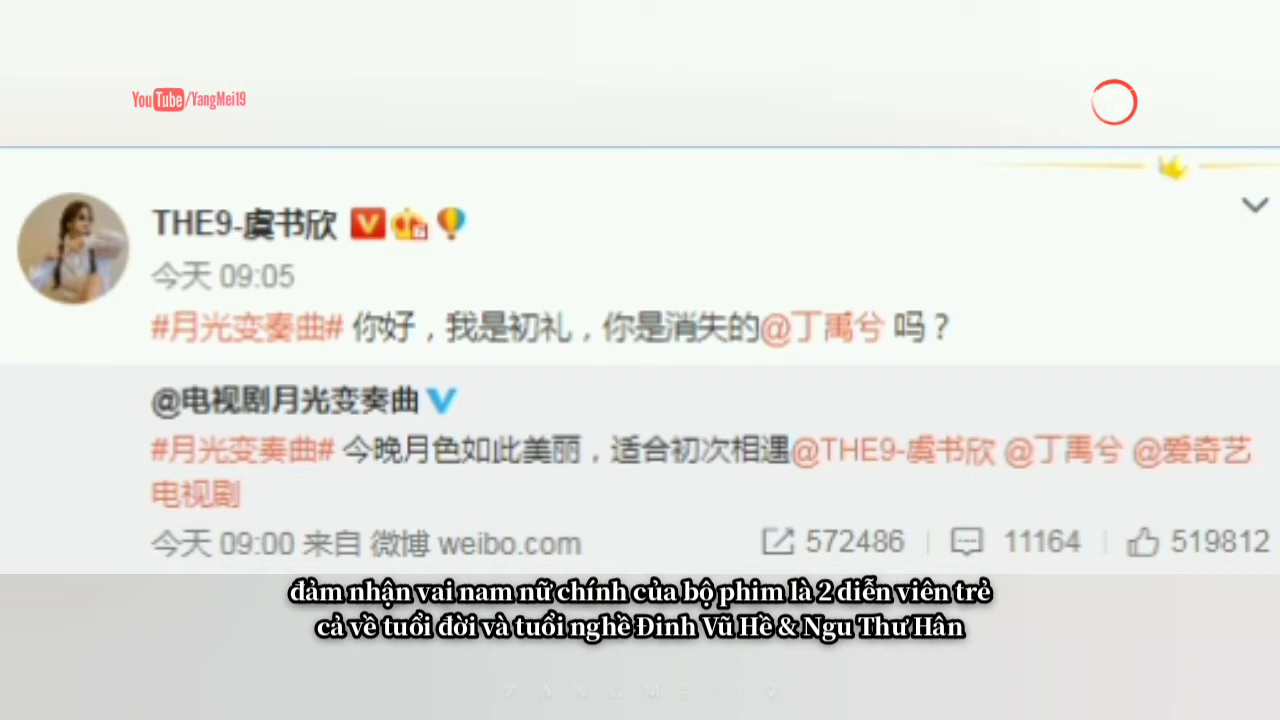 YouTube/YangMei19
THE9-虞书欣
今天 09:05
#月光变奏曲# 你好，我是初礼，你是消失的@丁禹兮 吗？
@电视剧月光变奏曲
#月光变奏曲# 今晚月色如此美丽，适合初次相遇@THE9-虞书欣 @丁禹兮 @爱奇艺
电视剧
今天 09:00 来自 微博 weibo.com 572486 11164 519812
đảm nhận vai nam nữ chính của bộ phim là 2 diễn viên trẻ
cả về tuổi đời và tuổi nghề Đinh Vũ Hề & Ngu Thư Hân